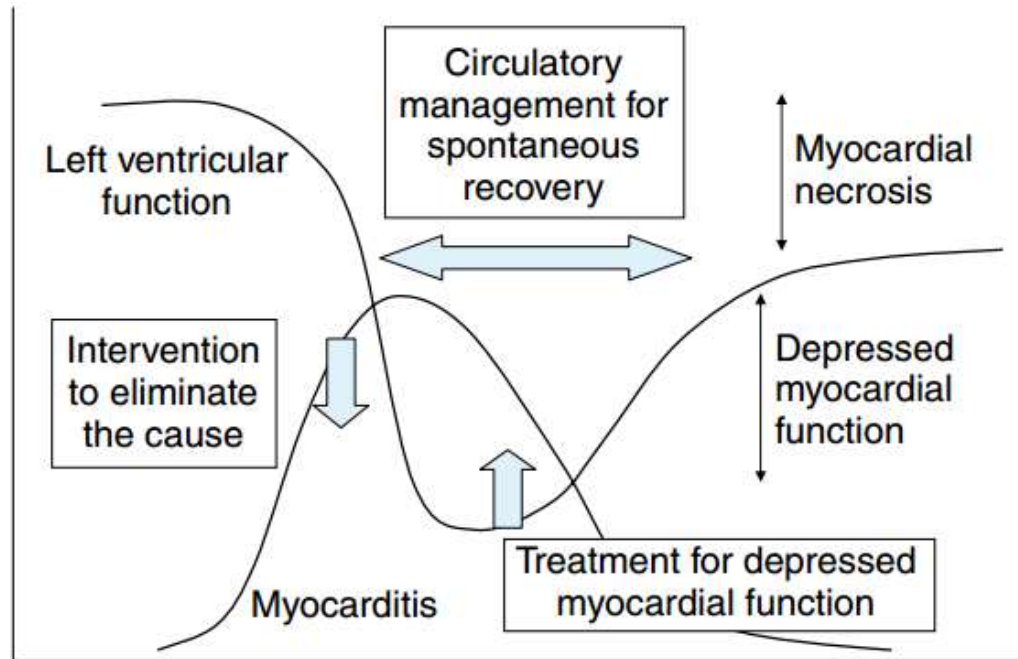 Circulatory
management for
spontaneous
recovery
Left ventricular
function
Myocardial
necrosis
Intervention
to eliminate
the cause
Depressed
myocardial
function
Treatment for depressed
myocardial function
Myocarditis